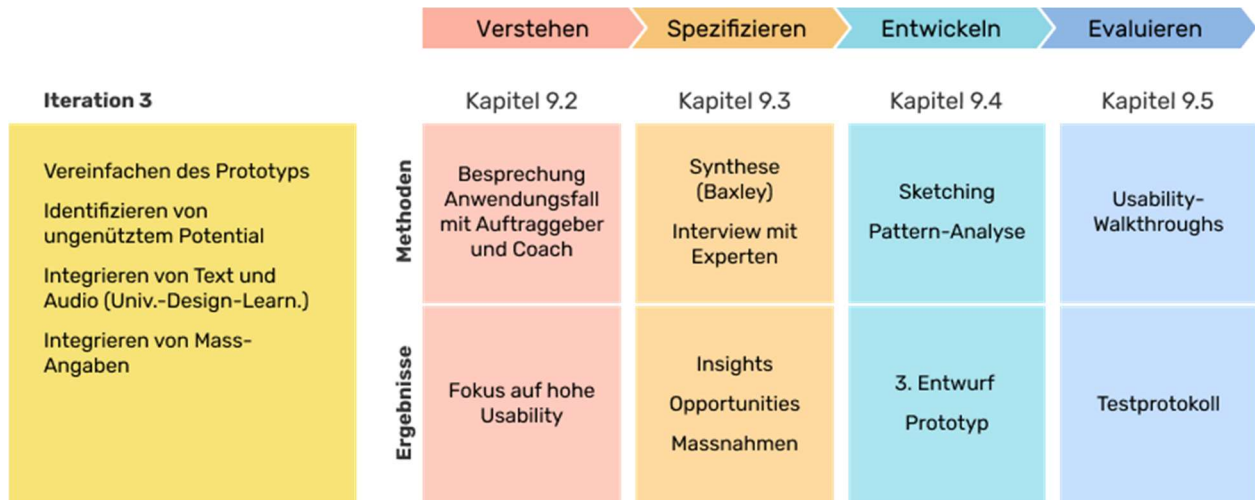 Verstehen
Spezifizieren
Entwickeln
Evaluieren
Iteration 3
Kapitel 9.2
Kapitel 9.3
Kapitel 9.4
Kapitel 9.5
Vereinfachen des Prototyps
Identifizieren von
ungenütztem Potential
Integrieren von Text und
Audio (Univ.-Design-Learn.)
Integrieren von Mass-
Angaben
Methoden
Besprechung
Anwendungsfall
mit Auftraggeber
und Coach
Synthese
(Baxley)
Interview mit
Experten
Sketching
Pattern-Analyse
Usability-
Walkthroughs
Ergebnisse
Fokus auf hohe
Usability
Insights
Opportunities
Massnahmen
3. Entwurf
Prototyp
Testprotokoll